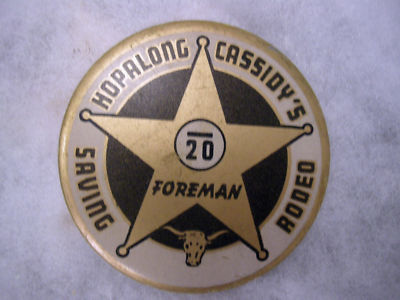 HOPALONG CASSIDY'S
SAVING RODEO
20
FOREMAN